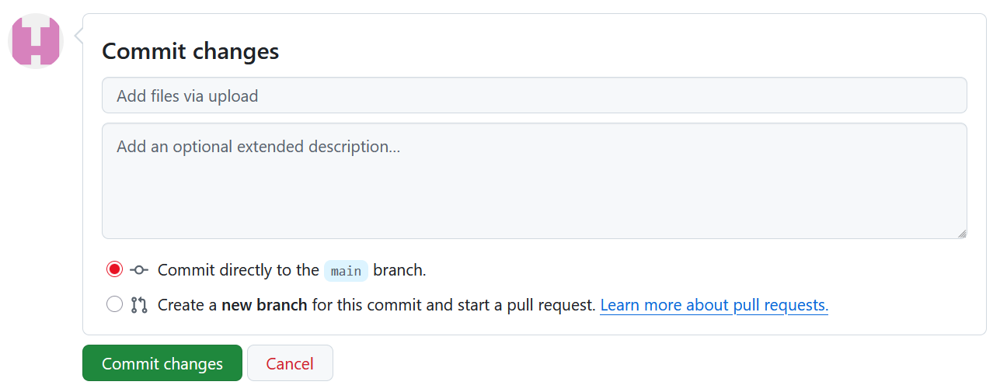 Commit changes
Add files via upload
Add an optional extended description...
Commit directly to the main branch.
Create a new branch for this commit and start a pull request. Learn more about pull requests.
Commit changes Cancel